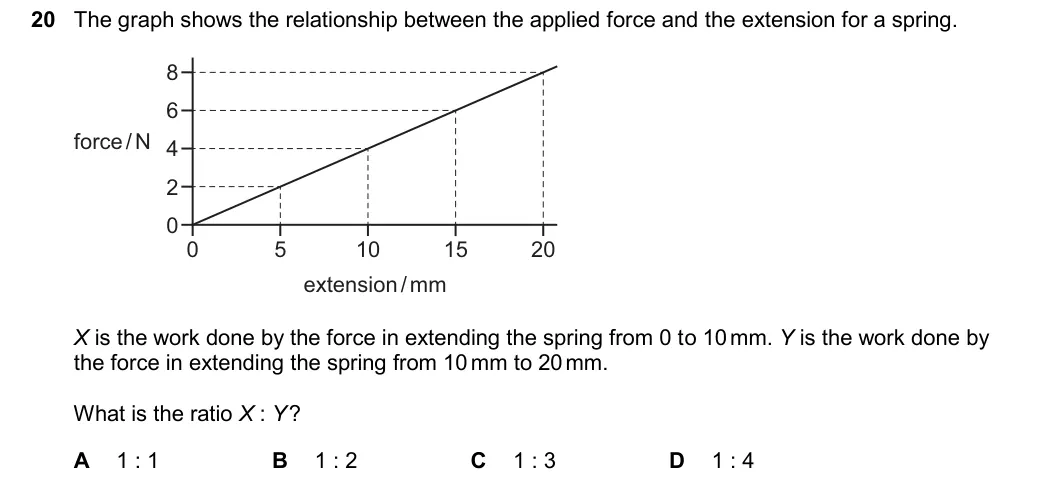 20 The graph shows the relationship between the applied force and the extension for a spring.
8
6
force/N 4
2
0
0 5 10 15 20
extension/mm
X is the work done by the force in extending the spring from 0 to 10 mm. Y is the work done by
the force in extending the spring from 10 mm to 20 mm.
What is the ratio X : Y?
A 1 : 1 B 1 : 2 C 1 : 3 D 1 : 4